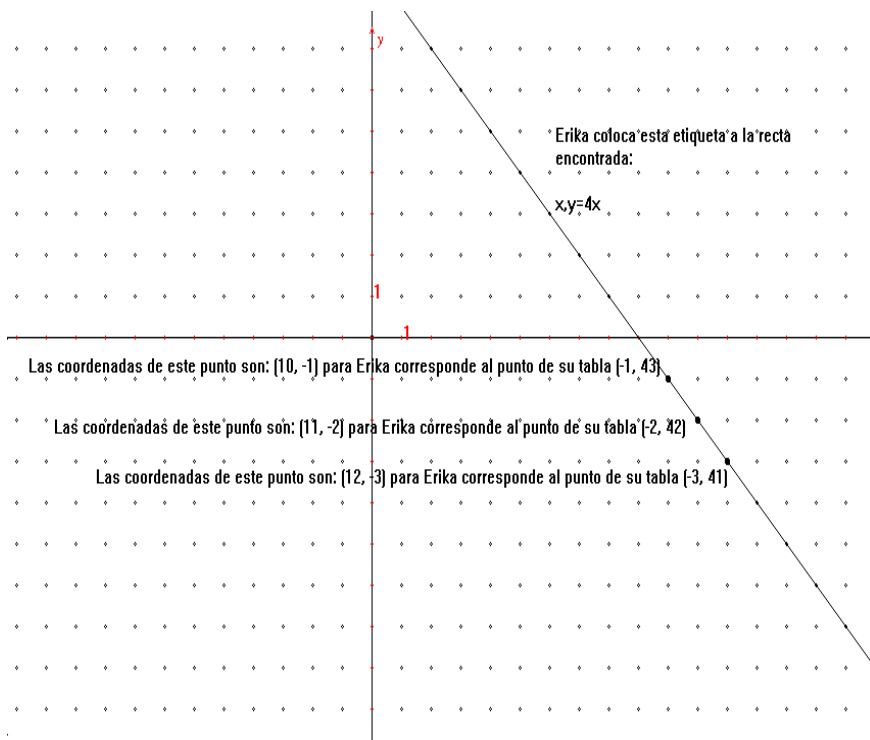 y
Erika coloca esta etiqueta a la recta
encontrada:
x,y=4x
1
1
Las coordenadas de este punto son: (10, -1) para Erika corresponde al punto de su tabla (-1, 43)
Las coordenadas de este punto son: (11, -2) para Erika corresponde al punto de su tabla (-2, 42)
Las coordenadas de este punto son: (12, -3) para Erika corresponde al punto de su tabla (-3, 41)